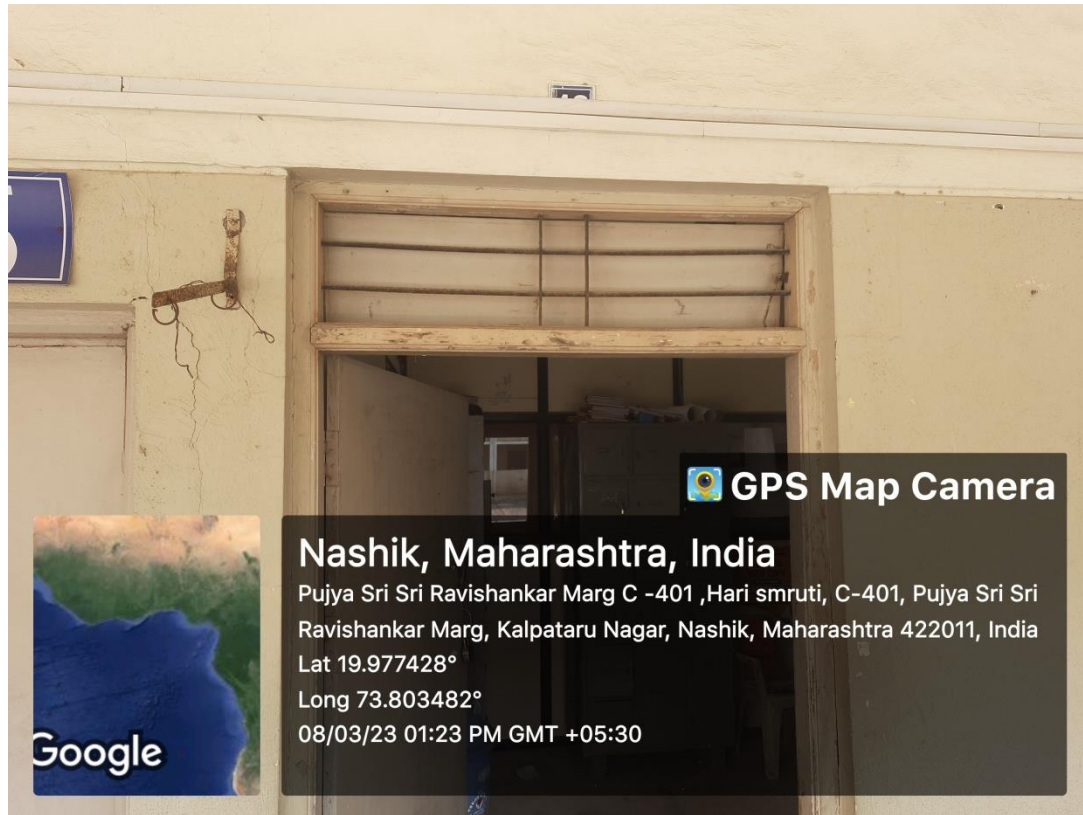 GPS Map Camera
Nashik, Maharashtra, India
Pujya Sri Sri Ravishankar Marg C -401 ,Hari smruti, C-401, Pujya Sri Sri
Ravishankar Marg, Kalpataru Nagar, Nashik, Maharashtra 422011, India
Lat 19.977428°
Long 73.803482°
08/03/23 01:23 PM GMT +05:30
Google